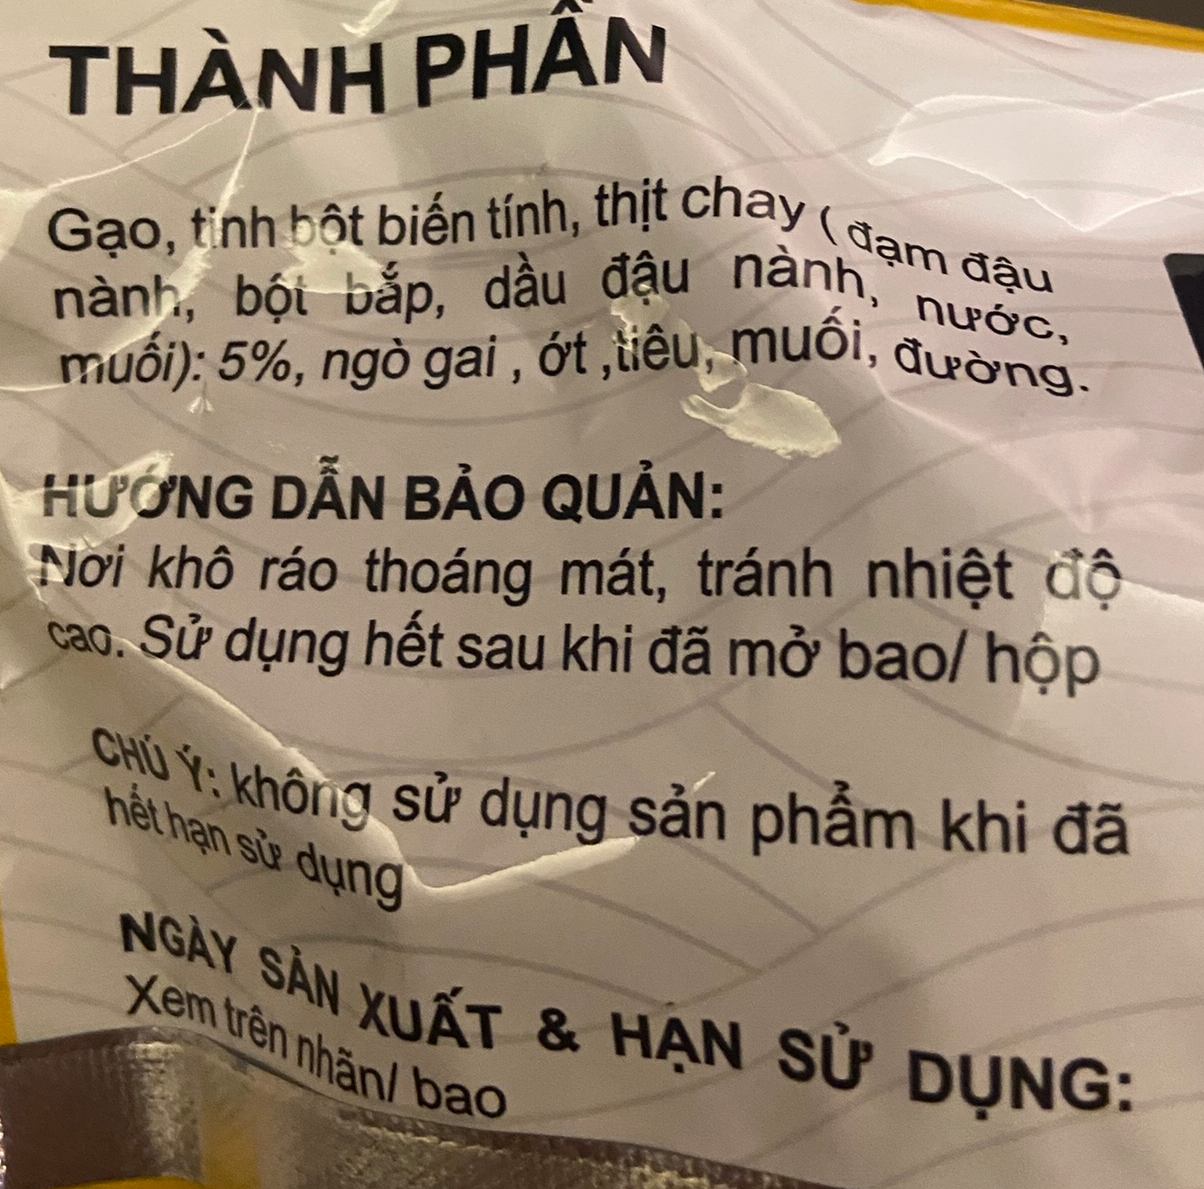 THÀNH PHẦN
Gạo, tinh bột biến tính, thịt chay ( đạm đậu
nành, bột bắp, dầu đậu nành, nước,
muối): 5%, ngò gai , ớt ,tiêu, muối, đường.
HƯỚNG DẪN BẢO QUẢN:
Nơi khô ráo thoáng mát, tránh nhiệt độ
cao. Sử dụng hết sau khi đã mở bao/ hộp
CHÚ Ý: không sử dụng sản phẩm khi đã
hết hạn sử dụng
NGÀY SẢN XUẤT & HẠN SỬ DỤNG:
Xem trên nhãn/ bao